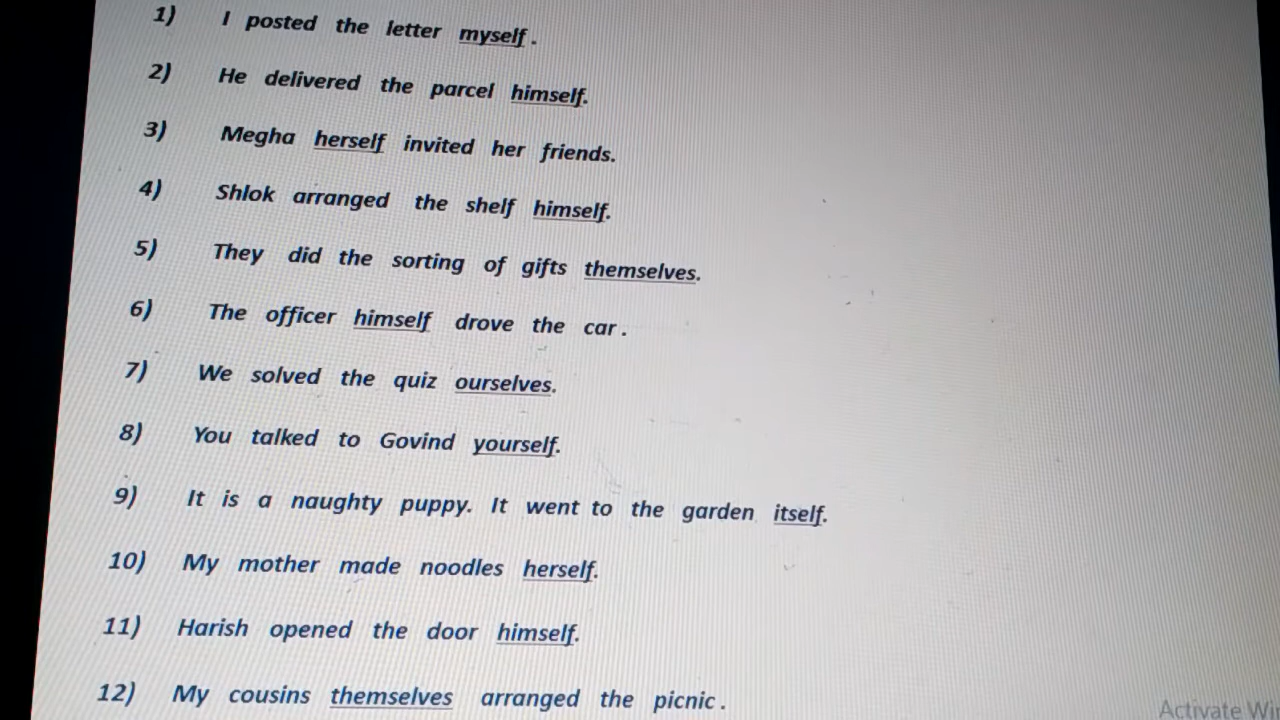 1) I posted the letter myself.
2) He delivered the parcel himself.
3) Megha herself invited her friends.
4) Shlok arranged the shelf himself.
5) They did the sorting of gifts themselves.
6) The officer himself drove the car.
7) We solved the quiz ourselves.
8) You talked to Govind yourself.
9) It is a naughty puppy. It went to the garden itself.
10) My mother made noodles herself.
11) Harish opened the door himself.
12) My cousins themselves arranged the picnic.
Activate